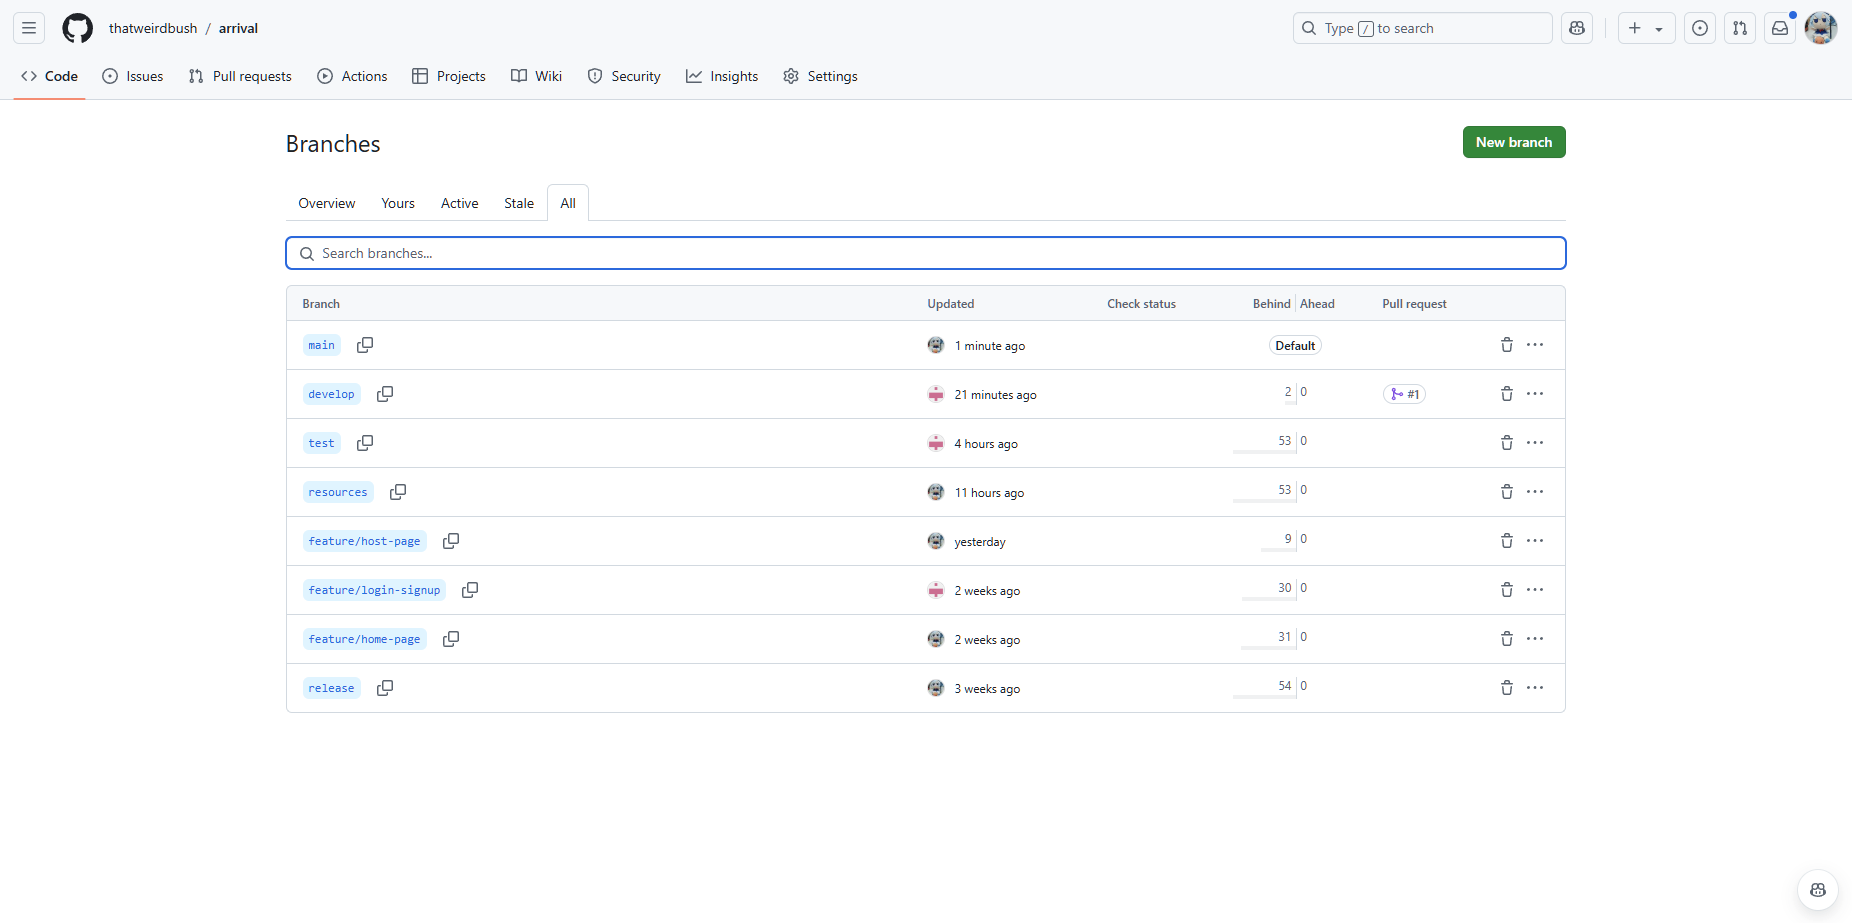 thatweirdbush / arrival
Type / to search
Code Issues Pull requests Actions Projects Wiki Security Insights Settings
Branches
New branch
Overview Yours Active Stale All
Search branches...
Branch Updated Check status Behind Ahead Pull request
main 1 minute ago Default
develop 21 minutes ago 2 0 #1
test 4 hours ago 53 0
resources 11 hours ago 53 0
feature/host-page yesterday 9 0
feature/login-signup 2 weeks ago 30 0
feature/home-page 2 weeks ago 31 0
release 3 weeks ago 54 0